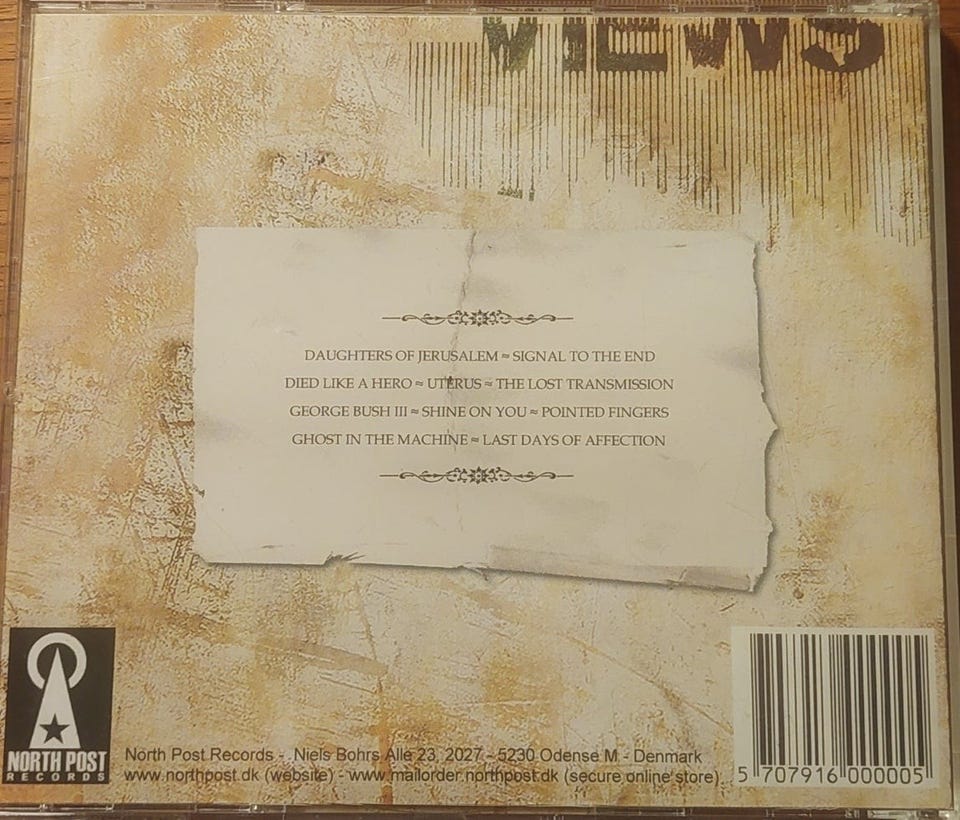 VIEWS
DAUGHTERS OF JERUSALEM ≈ SIGNAL TO THE END
DIED LIKE A HERO ≈ UTERUS ≈ THE LOST TRANSMISSION
GEORGE BUSH III ≈ SHINE ON YOU ≈ POINTED FINGERS
GHOST IN THE MACHINE ≈ LAST DAYS OF AFFECTION
NORTH POST
RECORDS
North Post Records - Niels Bohrs Alle 23, 2027 - 5230 Odense M - Denmark
www.northpost.dk (website) - www.mailorder.northpost.dk (secure online store)
5 707916 000005